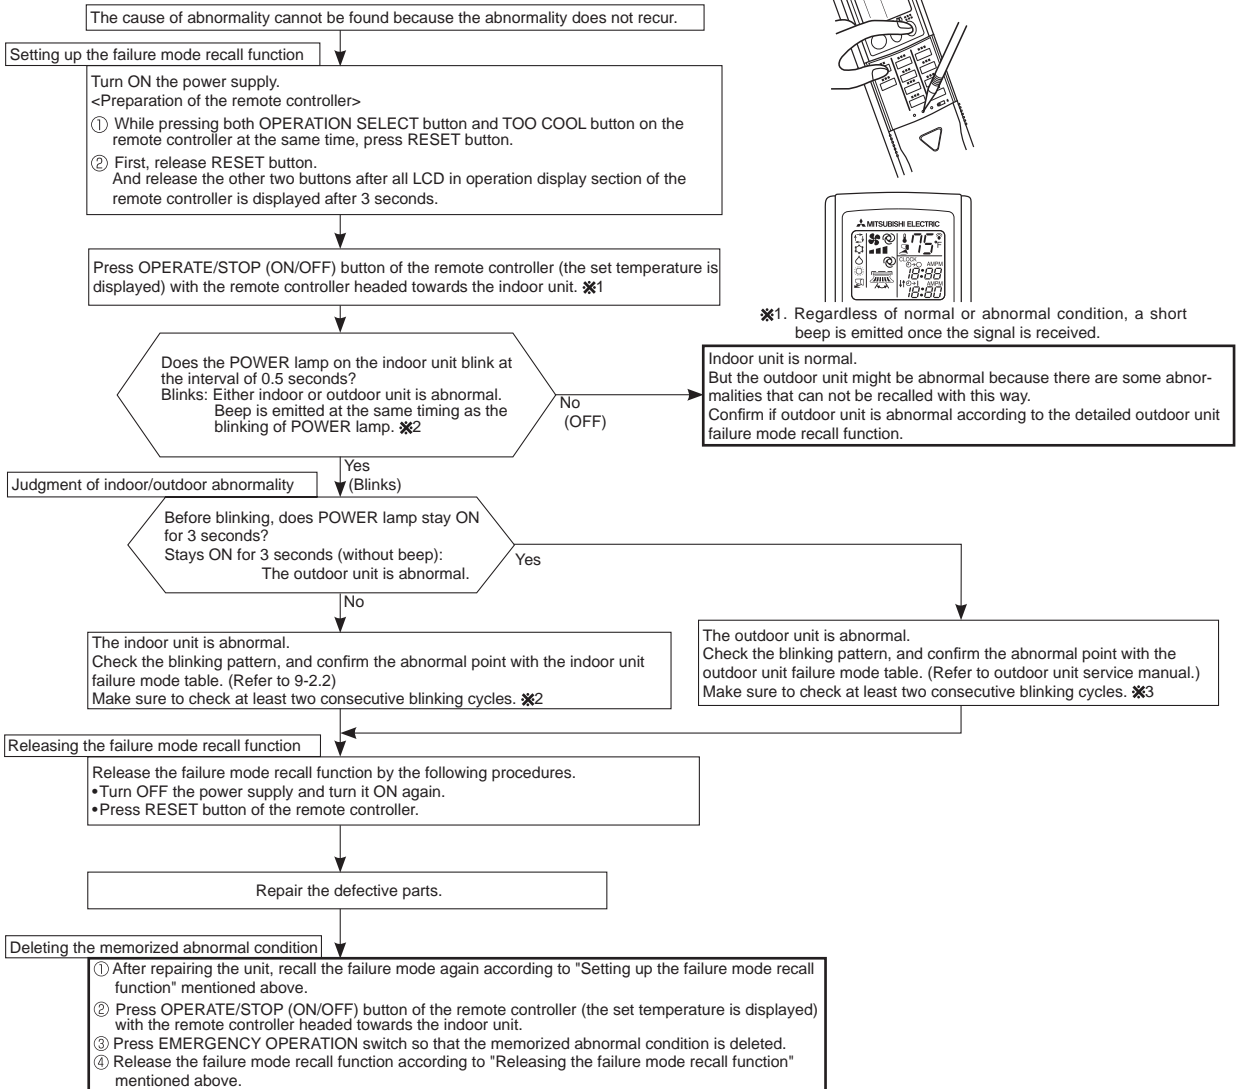 The cause of abnormality cannot be found because the abnormality does not recur.
Setting up the failure mode recall function
Turn ON the power supply.
<Preparation of the remote controller>
① While pressing both OPERATION SELECT button and TOO COOL button on the
remote controller at the same time, press RESET button.
② First, release RESET button.
And release the other two buttons after all LCD in operation display section of the
remote controller is displayed after 3 seconds.
MITSUBISHI ELECTRIC
75°F
CLOCK
AMPM
18:88
AMPM
18:80
Press OPERATE/STOP (ON/OFF) button of the remote controller (the set temperature is
displayed) with the remote controller headed towards the indoor unit. ※1
※1. Regardless of normal or abnormal condition, a short
beep is emitted once the signal is received.
Does the POWER lamp on the indoor unit blink at
the interval of 0.5 seconds?
Blinks: Either indoor or outdoor unit is abnormal.
Beep is emitted at the same timing as the
blinking of POWER lamp. ※2
No
(OFF)
Indoor unit is normal.
But the outdoor unit might be abnormal because there are some abnor-
malities that can not be recalled with this way.
Confirm if outdoor unit is abnormal according to the detailed outdoor unit
failure mode recall function.
Yes
(Blinks)
Judgment of indoor/outdoor abnormality
Before blinking, does POWER lamp stay ON
for 3 seconds?
Stays ON for 3 seconds (without beep):
The outdoor unit is abnormal.
Yes
No
The indoor unit is abnormal.
Check the blinking pattern, and confirm the abnormal point with the indoor unit
failure mode table. (Refer to 9-2.2)
Make sure to check at least two consecutive blinking cycles. ※2
The outdoor unit is abnormal.
Check the blinking pattern, and confirm the abnormal point with the
outdoor unit failure mode table. (Refer to outdoor unit service manual.)
Make sure to check at least two consecutive blinking cycles. ※3
Releasing the failure mode recall function
Release the failure mode recall function by the following procedures.
•Turn OFF the power supply and turn it ON again.
•Press RESET button of the remote controller.
Repair the defective parts.
Deleting the memorized abnormal condition
① After repairing the unit, recall the failure mode again according to "Setting up the failure mode recall
function" mentioned above.
② Press OPERATE/STOP (ON/OFF) button of the remote controller (the set temperature is displayed)
with the remote controller headed towards the indoor unit.
③ Press EMERGENCY OPERATION switch so that the memorized abnormal condition is deleted.
④ Release the failure mode recall function according to "Releasing the failure mode recall function"
mentioned above.